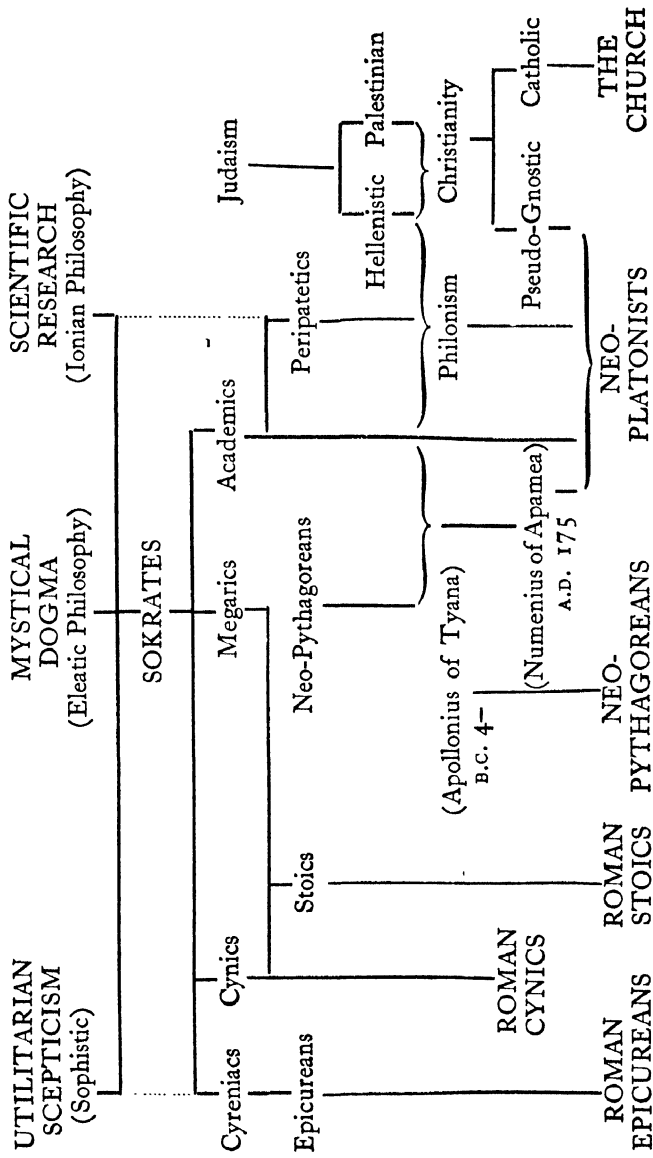 UTILITARIAN
SCEPTICISM
(Sophistic)
MYSTICAL
DOGMA
(Eleatic Philosophy)
SCIENTIFIC
RESEARCH
(Ionian Philosophy)
SOKRATES
Cyreniacs
Cynics
Megarics
Academics
Judaism
Epicureans
Stoics
Neo-Pythagoreans
Peripatetics
Hellenistic
Palestinian
(Apollonius of Tyana)
B.C. 4–
Philonism
Christianity
(Numenius of Apamea)
A.D. 175
Pseudo-Gnostic
Catholic
ROMAN
CYNICS
ROMAN
EPICUREANS
ROMAN
STOICS
NEO-
PYTHAGOREANS
NEO-
PLATONISTS
THE
CHURCH